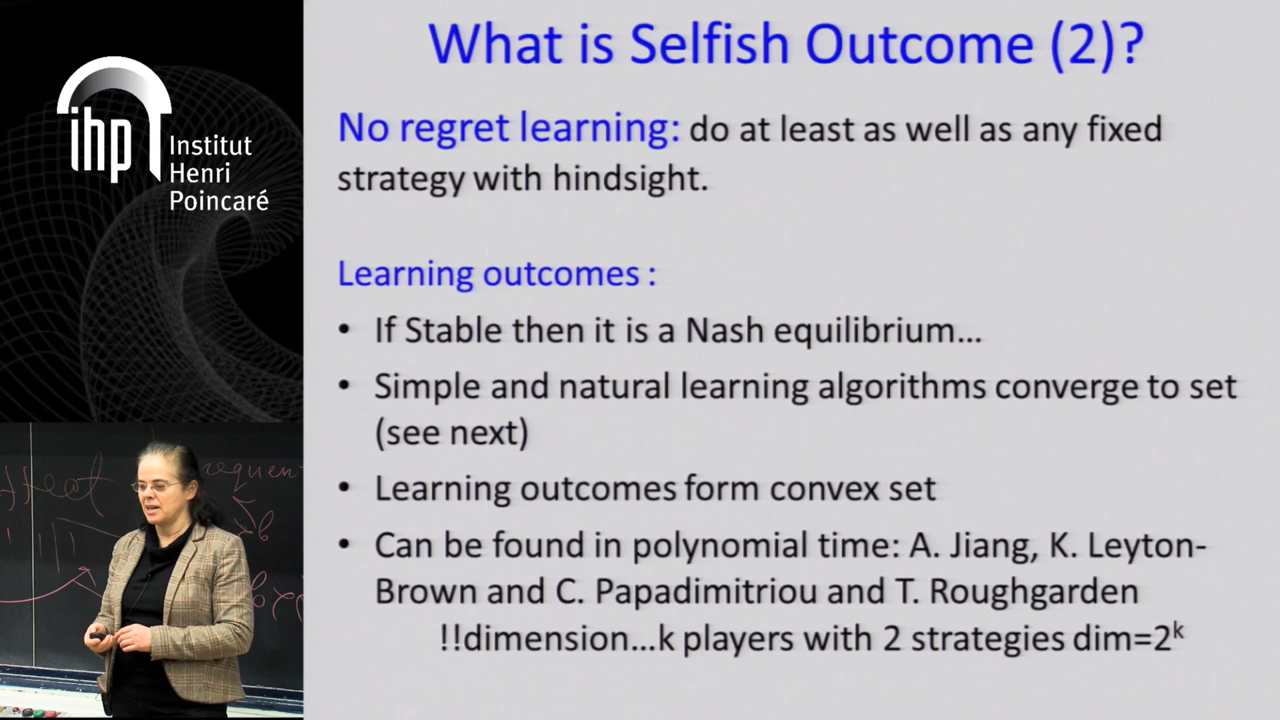 ihp
Institut
Henri
Poincaré
What is Selfish Outcome (2)?
No regret learning: do at least as well as any fixed
strategy with hindsight.
Learning outcomes :
• If Stable then it is a Nash equilibrium…
• Simple and natural learning algorithms converge to set
(see next)
• Learning outcomes form convex set
• Can be found in polynomial time: A. Jiang, K. Leyton-
Brown and C. Papadimitriou and T. Roughgarden
!!dimension…k players with 2 strategies dim=2ᵏ